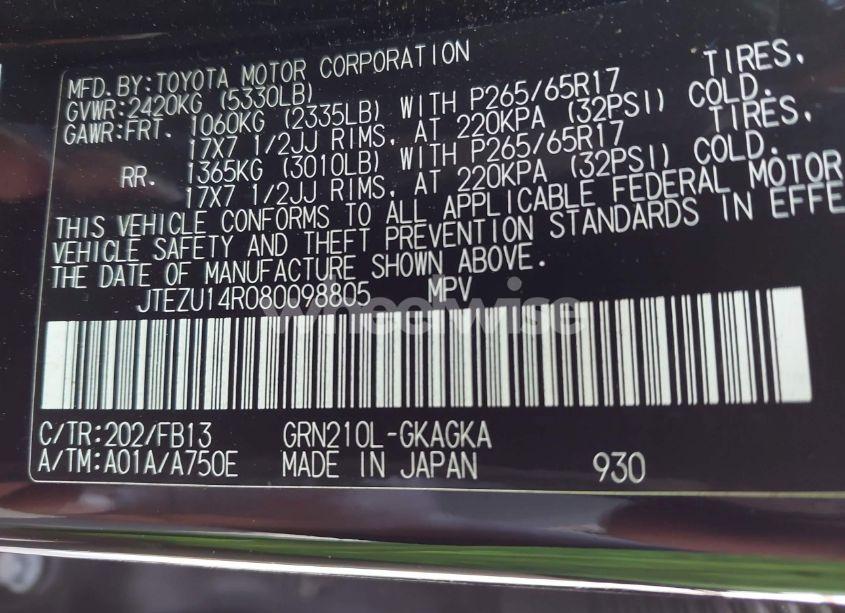 MFD. BY: TOYOTA MOTOR CORPORATION
GVWR: 2420KG (5330LB)
GAWR: FRT. 1060KG (2335LB) WITH P265/65R17 TIRES,
17X7 1/2JJ RIMS, AT 220KPA (32PSI) COLD.
RR. 1365KG (3010LB) WITH P265/65R17 TIRES,
17X7 1/2JJ RIMS, AT 220KPA (32PSI) COLD.
THIS VEHICLE CONFORMS TO ALL APPLICABLE FEDERAL MOTOR
VEHICLE SAFETY AND THEFT PREVENTION STANDARDS IN EFFE
THE DATE OF MANUFACTURE SHOWN ABOVE.
JTEZU14R080098805 MPV
wheelwise
C/TR: 202/FB13 GRN210L-GKAGKA
A/TM: A01A/A750E MADE IN JAPAN 930